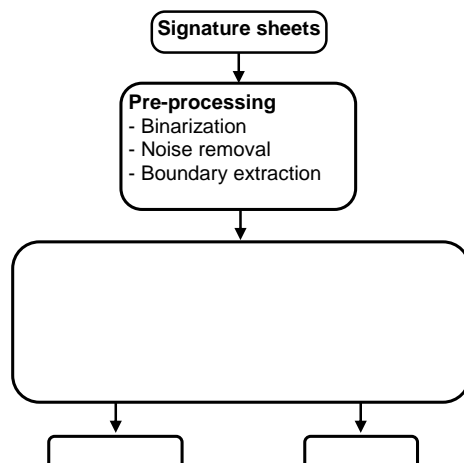 Signature sheets
Pre-processing
- Binarization
- Noise removal
- Boundary extraction